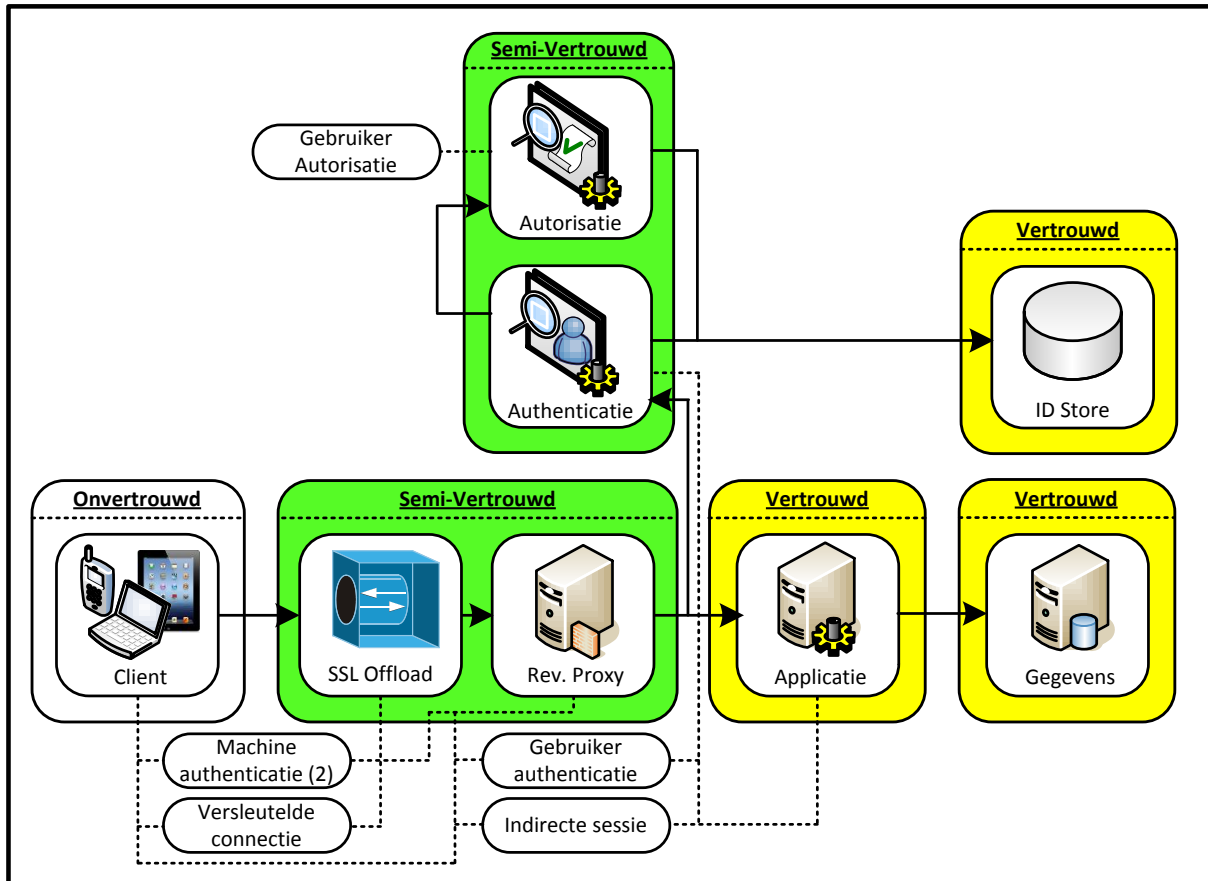 Semi-Vertrouwd
Gebruiker
Autorisatie
Autorisatie
Vertrouwd
Authenticatie
ID Store
Onvertrouwd
Semi-Vertrouwd
Vertrouwd
Vertrouwd
Client
SSL Offload
Rev. Proxy
Applicatie
Gegevens
Machine
authenticatie (2)
Gebruiker
authenticatie
Versleutelde
connectie
Indirecte sessie